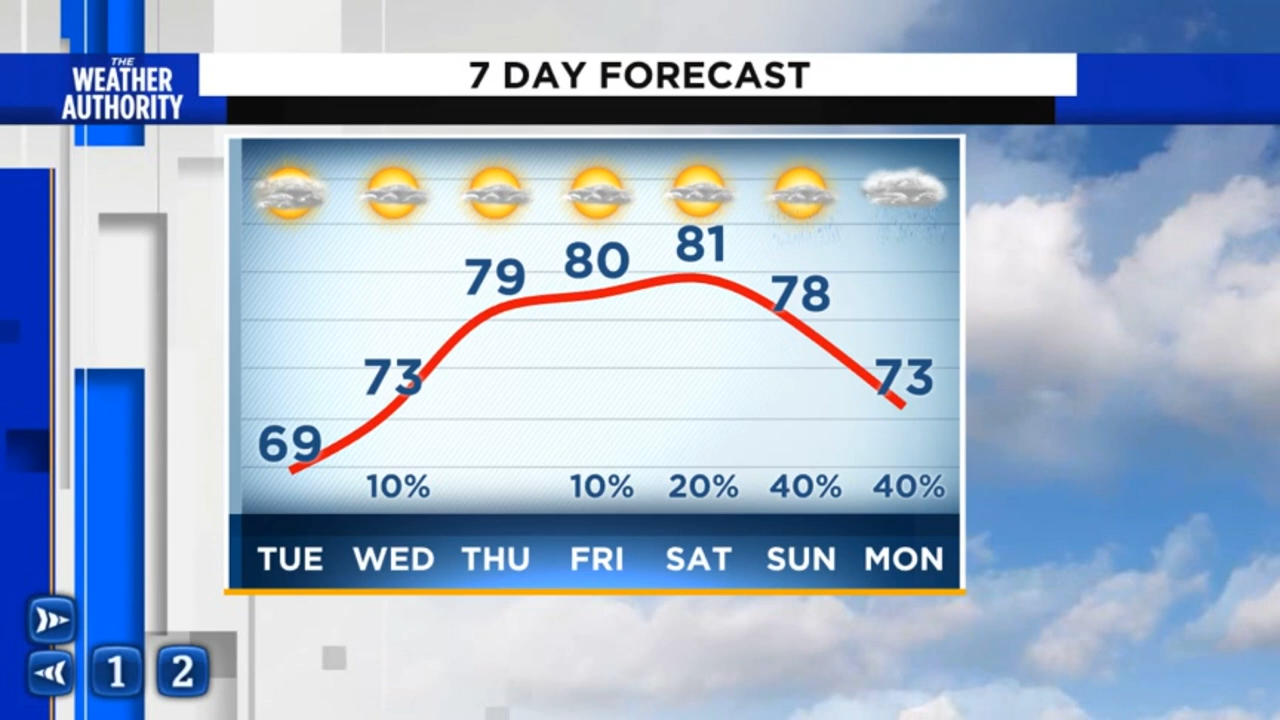 THE
WEATHER
AUTHORITY
7 DAY FORECAST
69 73 79 80 81 78 73
10% 10% 20% 40% 40%
TUE WED THU FRI SAT SUN MON
1 2